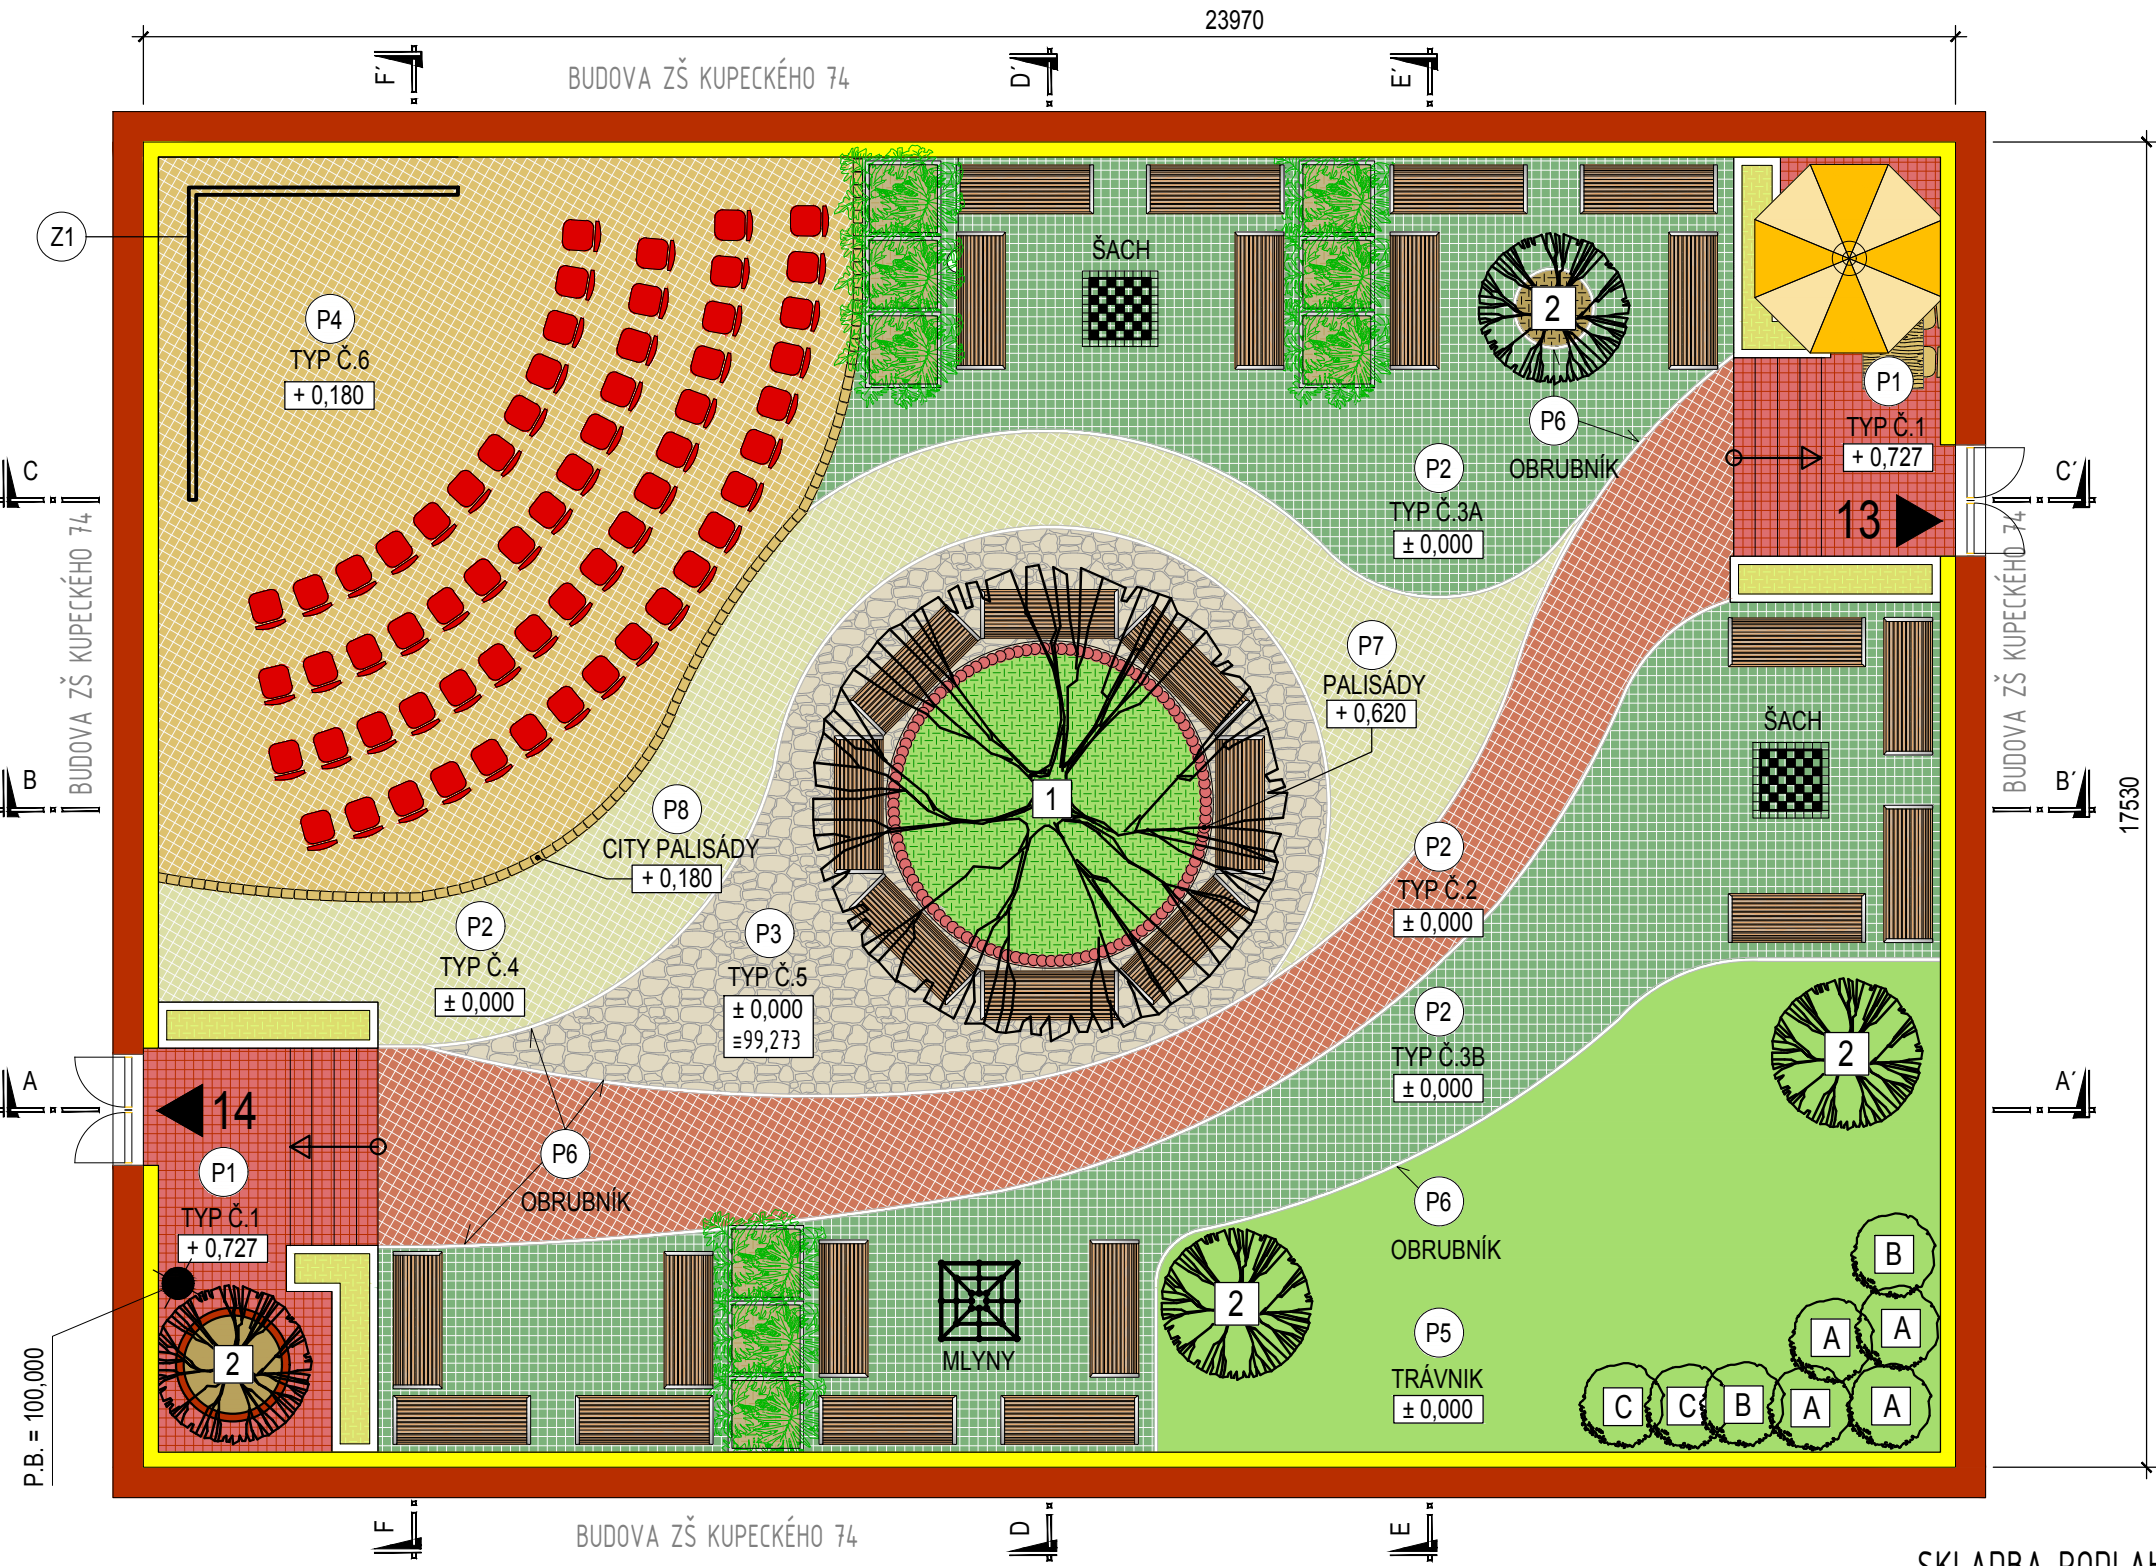 23970
F´
BUDOVA ZŠ KUPECKÉHO 74
D´
E´
Z1
P4
TYP Č.6
+ 0,180
ŠACH
2
P1
TYP Č.1
+ 0,727
P6
OBRUBNÍK
P2
TYP Č.3A
± 0,000
13
C
C´
BUDOVA ZŠ KUPECKÉHO 74
BUDOVA ZŠ KUPECKÉHO 74
P7
PALISÁDY
+ 0,620
ŠACH
B
B´
17530
1
P8
CITY PALISÁDY
+ 0,180
P2
TYP Č.2
± 0,000
P2
TYP Č.4
± 0,000
P3
TYP Č.5
± 0,000
≡99,273
P2
TYP Č.3B
± 0,000
2
A
A´
14
P1
TYP Č.1
+ 0,727
P6
OBRUBNÍK
P6
OBRUBNÍK
B
2
2
MLYNY
P5
TRÁVNIK
± 0,000
A
A
C
C
B
A
A
P.B. = 100,000
F
BUDOVA ZŠ KUPECKÉHO 74
D
E